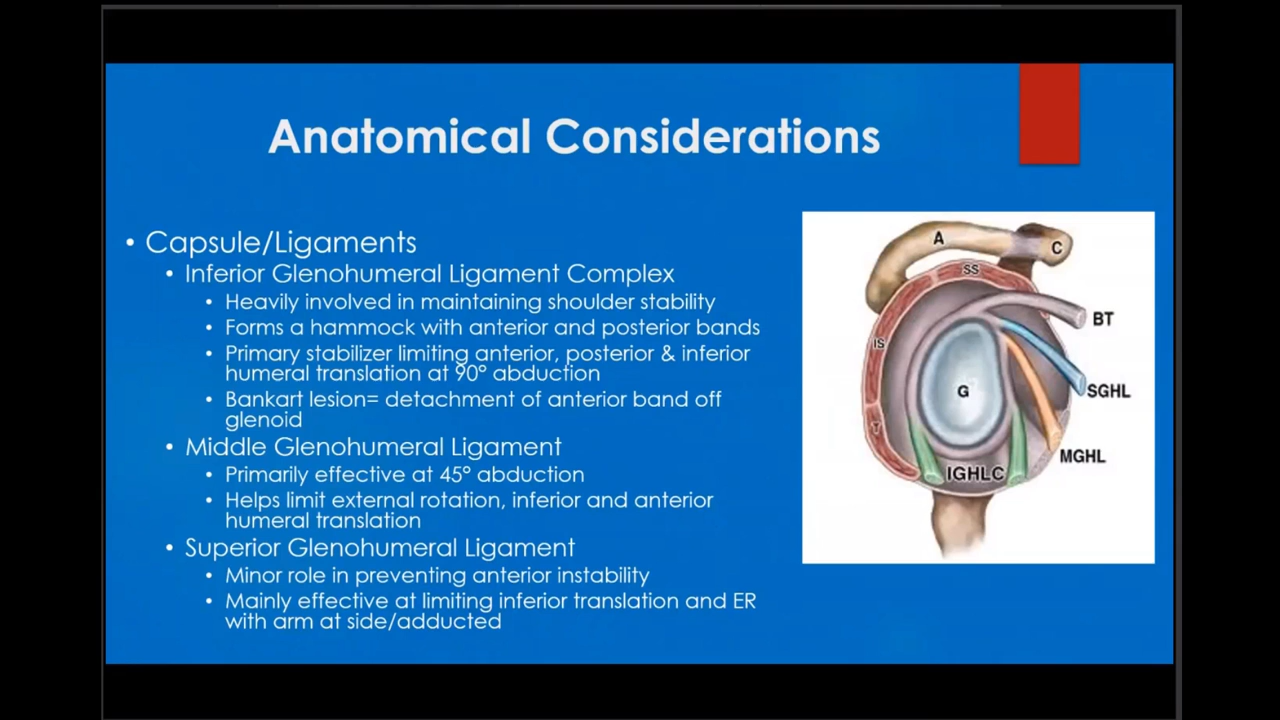 Anatomical Considerations
• Capsule/Ligaments
• Inferior Glenohumeral Ligament Complex
• Heavily involved in maintaining shoulder stability
• Forms a hammock with anterior and posterior bands
• Primary stabilizer limiting anterior, posterior & inferior
humeral translation at 90° abduction
• Bankart lesion= detachment of anterior band off
glenoid
• Middle Glenohumeral Ligament
• Primarily effective at 45° abduction
• Helps limit external rotation, inferior and anterior
humeral translation
• Superior Glenohumeral Ligament
• Minor role in preventing anterior instability
• Mainly effective at limiting inferior translation and ER
with arm at side/adducted
A
C
SS
BT
IS
G
SGHL
T
MGHL
IGHLC